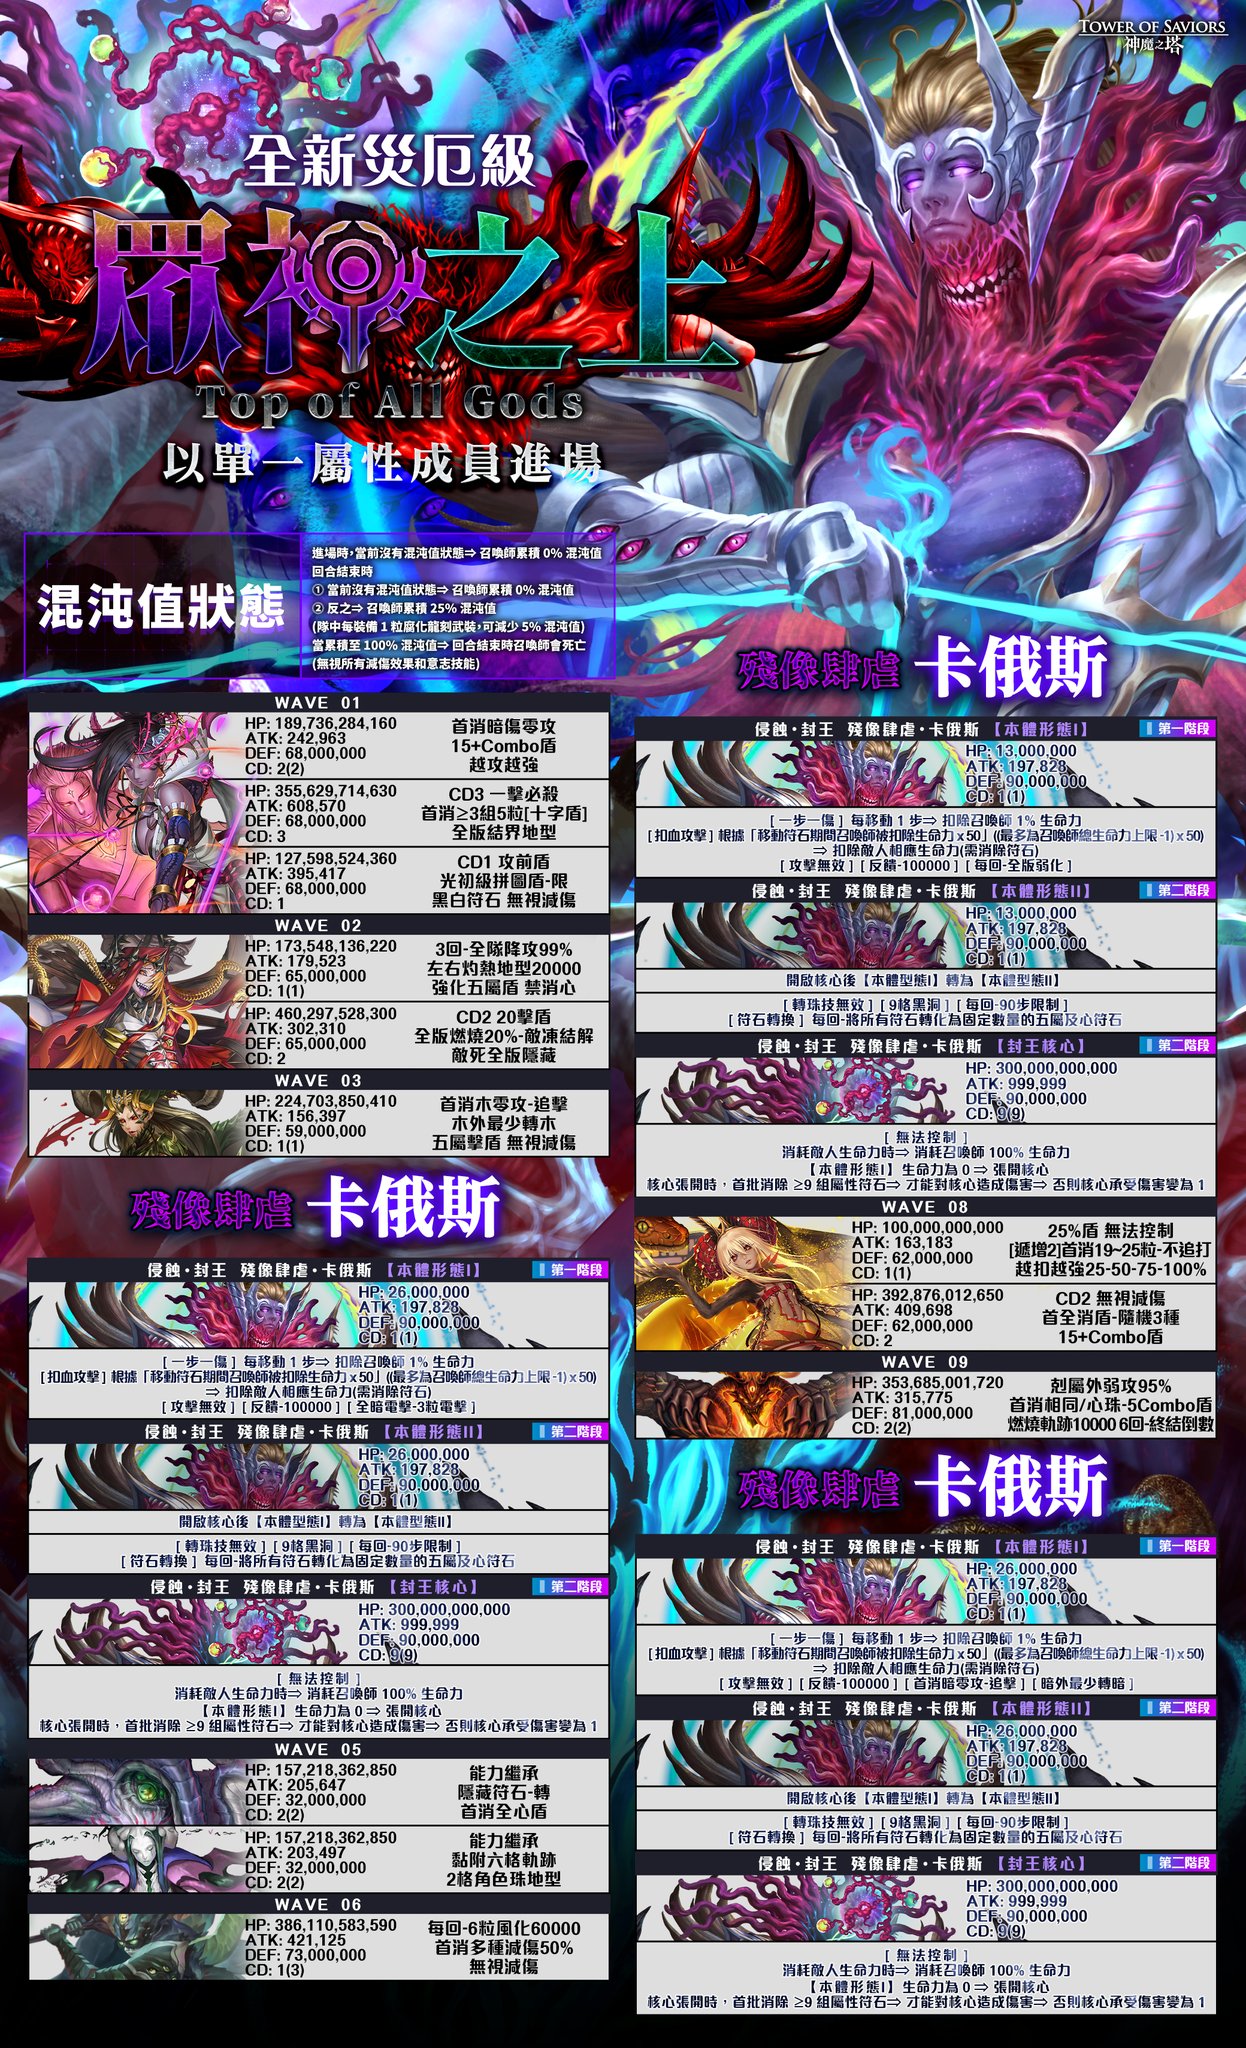 TOWER OF SAVIORS
神魔之塔
全新災厄級
眾神之上
Top of All Gods
以單一屬性成員進場
混沌值狀態
進場時,當前沒有混沌值狀態⇒ 召喚師累積 0% 混沌值
回合結束時
① 當前沒有混沌值狀態⇒ 召喚師累積 0% 混沌值
② 反之⇒ 召喚師累積 25% 混沌值
(隊中每裝備 1 粒腐化龍刻武裝,可減少 5% 混沌值)
當累積至 100% 混沌值⇒ 回合結束時召喚師會死亡
(無視所有減傷效果和意志技能)
WAVE 01
HP: 189,736,284,160
ATK: 242,963
DEF: 68,000,000
CD: 2(2)
首消暗傷零攻
15+Combo盾
越攻越強
HP: 355,629,714,630
ATK: 608,570
DEF: 68,000,000
CD: 3
CD3 一擊必殺
首消≥3組5粒[十字盾]
全版結界地型
HP: 127,598,524,360
ATK: 395,417
DEF: 68,000,000
CD: 1
CD1 攻前盾
光初級拼圖盾-限
黑白符石 無視減傷
WAVE 02
HP: 173,548,136,220
ATK: 179,523
DEF: 65,000,000
CD: 1(1)
3回-全隊降攻99%
左右灼熱地型20000
強化五屬盾 禁消心
HP: 460,297,528,300
ATK: 302,310
DEF: 65,000,000
CD: 2
CD2 20擊盾
全版燃燒20%-敵凍結解
敵死全版隱藏
WAVE 03
HP: 224,703,850,410
ATK: 156,397
DEF: 59,000,000
CD: 1(1)
首消木零攻-追擊
木外最少轉木
五屬擊盾 無視減傷
殘像肆虐 卡俄斯
侵蝕·封王 殘像肆虐·卡俄斯【本體形態I】 第一階段
HP: 26,000,000
ATK: 197,828
DEF: 90,000,000
CD: 1(1)
[ 一步一傷 ] 每移動 1 步⇒ 扣除召喚師 1% 生命力
[ 扣血攻擊 ] 根據「移動符石期間召喚師被扣除生命力 x 50」((最多為召喚師總生命力上限 -1) x 50)
⇒ 扣除敵人相應生命力(需消除符石)
[ 攻擊無效 ] [ 反饋-100000 ] [ 全暗電擊-3粒電擊 ]
侵蝕·封王 殘像肆虐·卡俄斯【本體形態II】 第二階段
HP: 26,000,000
ATK: 197,828
DEF: 90,000,000
CD: 1(1)
開啟核心後【本體型態I】轉為【本體型態II】
[ 轉珠技無效 ] [ 9格黑洞 ] [ 每回-90步限制 ]
[ 符石轉換 ] 每回-將所有符石轉化為固定數量的五屬及心符石
侵蝕·封王 殘像肆虐·卡俄斯【封王核心】 第二階段
HP: 300,000,000,000
ATK: 999,999
DEF: 90,000,000
CD: 9(9)
[ 無法控制 ]
消耗敵人生命力時⇒ 消耗召喚師 100% 生命力
【本體形態I】生命力為 0 ⇒ 張開核心
核心張開時，首批消除 ≥9 組屬性符石⇒ 才能對核心造成傷害⇒ 否則核心承受傷害變為 1
WAVE 05
HP: 157,218,362,850
ATK: 205,647
DEF: 32,000,000
CD: 2(2)
能力繼承
隱藏符石-轉
首消全心盾
HP: 157,218,362,850
ATK: 203,497
DEF: 32,000,000
CD: 2(2)
能力繼承
黏附六格軌跡
2格角色珠地型
WAVE 06
HP: 386,110,583,590
ATK: 421,125
DEF: 73,000,000
CD: 1(3)
每回-6粒風化60000
首消多種減傷50%
無視減傷
殘像肆虐 卡俄斯
侵蝕·封王 殘像肆虐·卡俄斯【本體形態I】 第一階段
HP: 13,000,000
ATK: 197,828
DEF: 90,000,000
CD: 1(1)
[ 一步一傷 ] 每移動 1 步⇒ 扣除召喚師 1% 生命力
[ 扣血攻擊 ] 根據「移動符石期間召喚師被扣除生命力 x 50」((最多為召喚師總生命力上限 -1) x 50)
⇒ 扣除敵人相應生命力(需消除符石)
[ 攻擊無效 ] [ 反饋-100000 ] [ 每回-全版弱化 ]
侵蝕·封王 殘像肆虐·卡俄斯【本體形態II】 第二階段
HP: 13,000,000
ATK: 197,828
DEF: 90,000,000
CD: 1(1)
開啟核心後【本體型態I】轉為【本體型態II】
[ 轉珠技無效 ] [ 9格黑洞 ] [ 每回-90步限制 ]
[ 符石轉換 ] 每回-將所有符石轉化為固定數量的五屬及心符石
侵蝕·封王 殘像肆虐·卡俄斯【封王核心】 第二階段
HP: 300,000,000,000
ATK: 999,999
DEF: 90,000,000
CD: 9(9)
[ 無法控制 ]
消耗敵人生命力時⇒ 消耗召喚師 100% 生命力
【本體形態I】生命力為 0 ⇒ 張開核心
核心張開時，首批消除 ≥9 組屬性符石⇒ 才能對核心造成傷害⇒ 否則核心承受傷害變為 1
WAVE 08
HP: 100,000,000,000
ATK: 163,183
DEF: 62,000,000
CD: 1(1)
25%盾 無法控制
[遞增2]首消19~25粒-不追打
越扣越強25-50-75-100%
HP: 392,876,012,650
ATK: 409,698
DEF: 62,000,000
CD: 2
CD2 無視減傷
首全消盾-隨機3種
15+Combo盾
WAVE 09
HP: 353,685,001,720
ATK: 315,775
DEF: 81,000,000
CD: 2(2)
剋屬外弱攻95%
首消相同/心珠-5Combo盾
燃燒軌跡10000 6回-終結倒數
殘像肆虐 卡俄斯
侵蝕·封王 殘像肆虐·卡俄斯【本體形態I】 第一階段
HP: 26,000,000
ATK: 197,828
DEF: 90,000,000
CD: 1(1)
[ 一步一傷 ] 每移動 1 步⇒ 扣除召喚師 1% 生命力
[ 扣血攻擊 ] 根據「移動符石期間召喚師被扣除生命力 x 50」((最多為召喚師總生命力上限 -1) x 50)
⇒ 扣除敵人相應生命力(需消除符石)
[ 攻擊無效 ] [ 反饋-100000 ] [ 首消暗零攻-追擊 ] [ 暗外最少轉暗 ]
侵蝕·封王 殘像肆虐·卡俄斯【本體形態II】 第二階段
HP: 26,000,000
ATK: 197,828
DEF: 90,000,000
CD: 1(1)
開啟核心後【本體型態I】轉為【本體型態II】
[ 轉珠技無效 ] [ 9格黑洞 ] [ 每回-90步限制 ]
[ 符石轉換 ] 每回-將所有符石轉化為固定數量的五屬及心符石
侵蝕·封王 殘像肆虐·卡俄斯【封王核心】 第二階段
HP: 300,000,000,000
ATK: 999,999
DEF: 90,000,000
CD: 9(9)
[ 無法控制 ]
消耗敵人生命力時⇒ 消耗召喚師 100% 生命力
【本體形態I】生命力為 0 ⇒ 張開核心
核心張開時，首批消除 ≥9 組屬性符石⇒ 才能對核心造成傷害⇒ 否則核心承受傷害變為 1